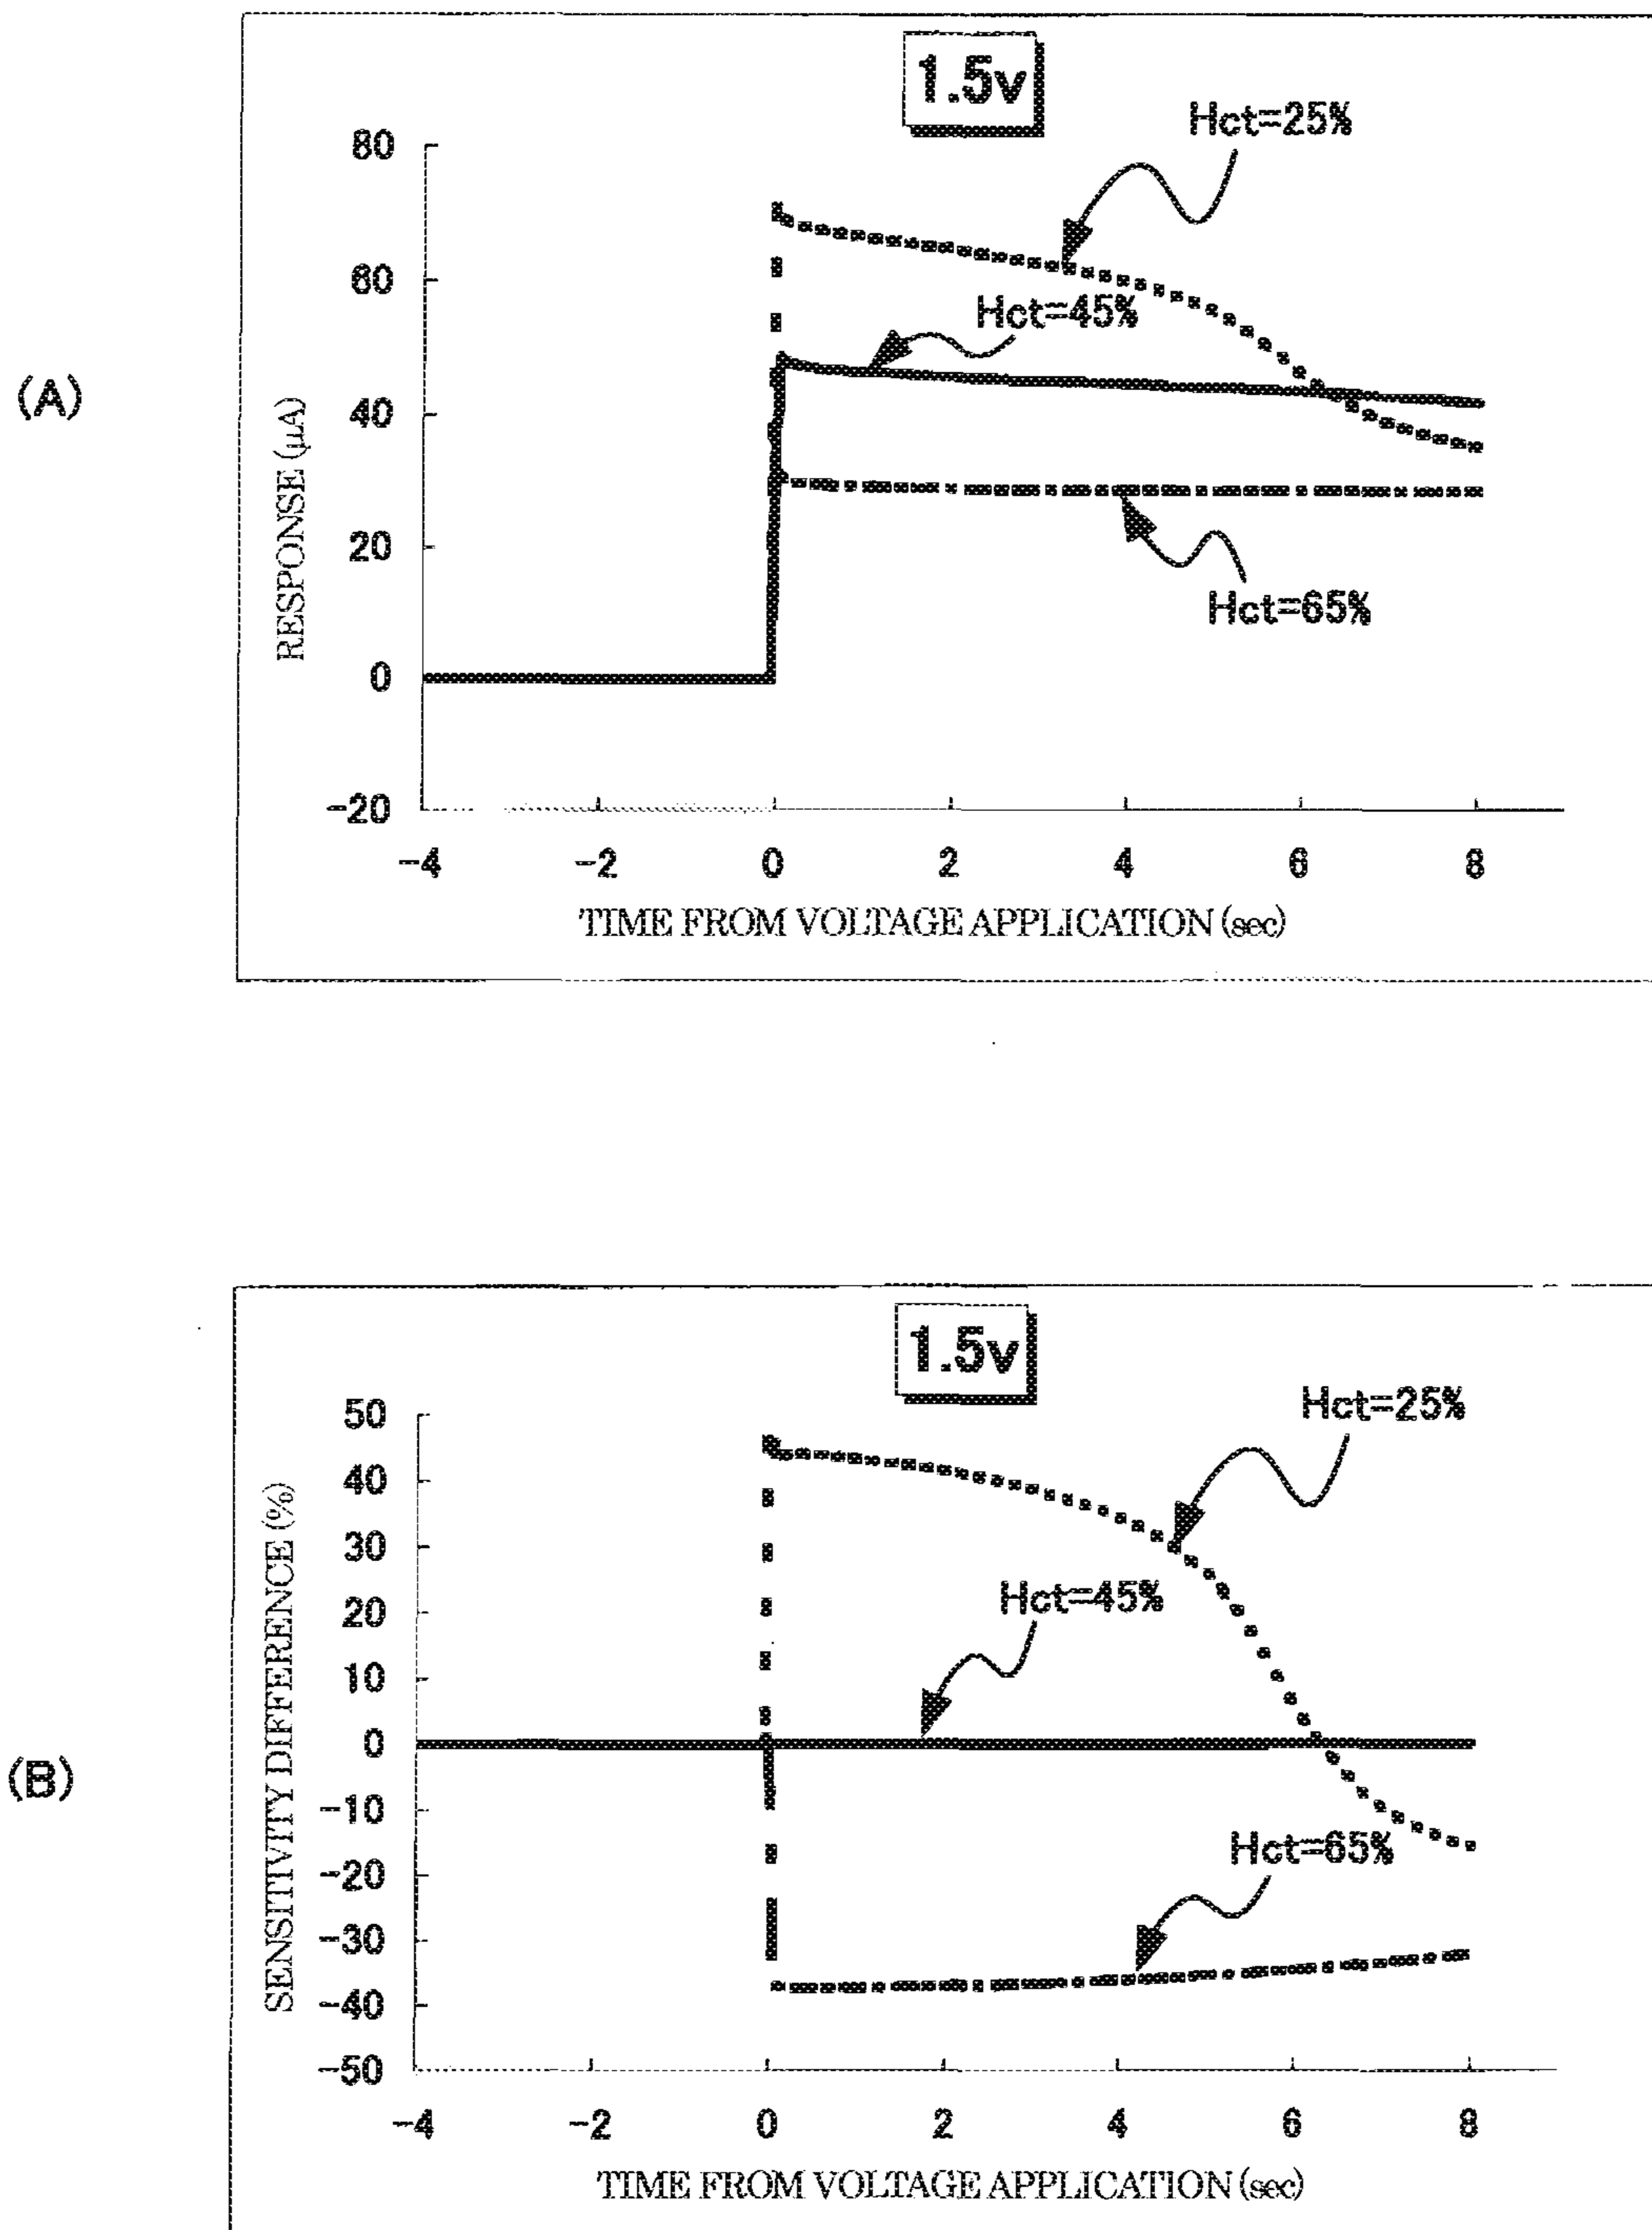 (A)
1.5v
Hct=25%
Hct=45%
Hct=65%
RESPONSE (μA)
80
60
40
20
0
-20
-4 -2 0 2 4 6 8
TIME FROM VOLTAGE APPLICATION (sec)
(B)
1.5v
Hct=25%
Hct=45%
Hct=65%
SENSITIVITY DIFFERENCE (%)
50
40
30
20
10
0
-10
-20
-30
-40
-50
-4 -2 0 2 4 6 8
TIME FROM VOLTAGE APPLICATION (sec)